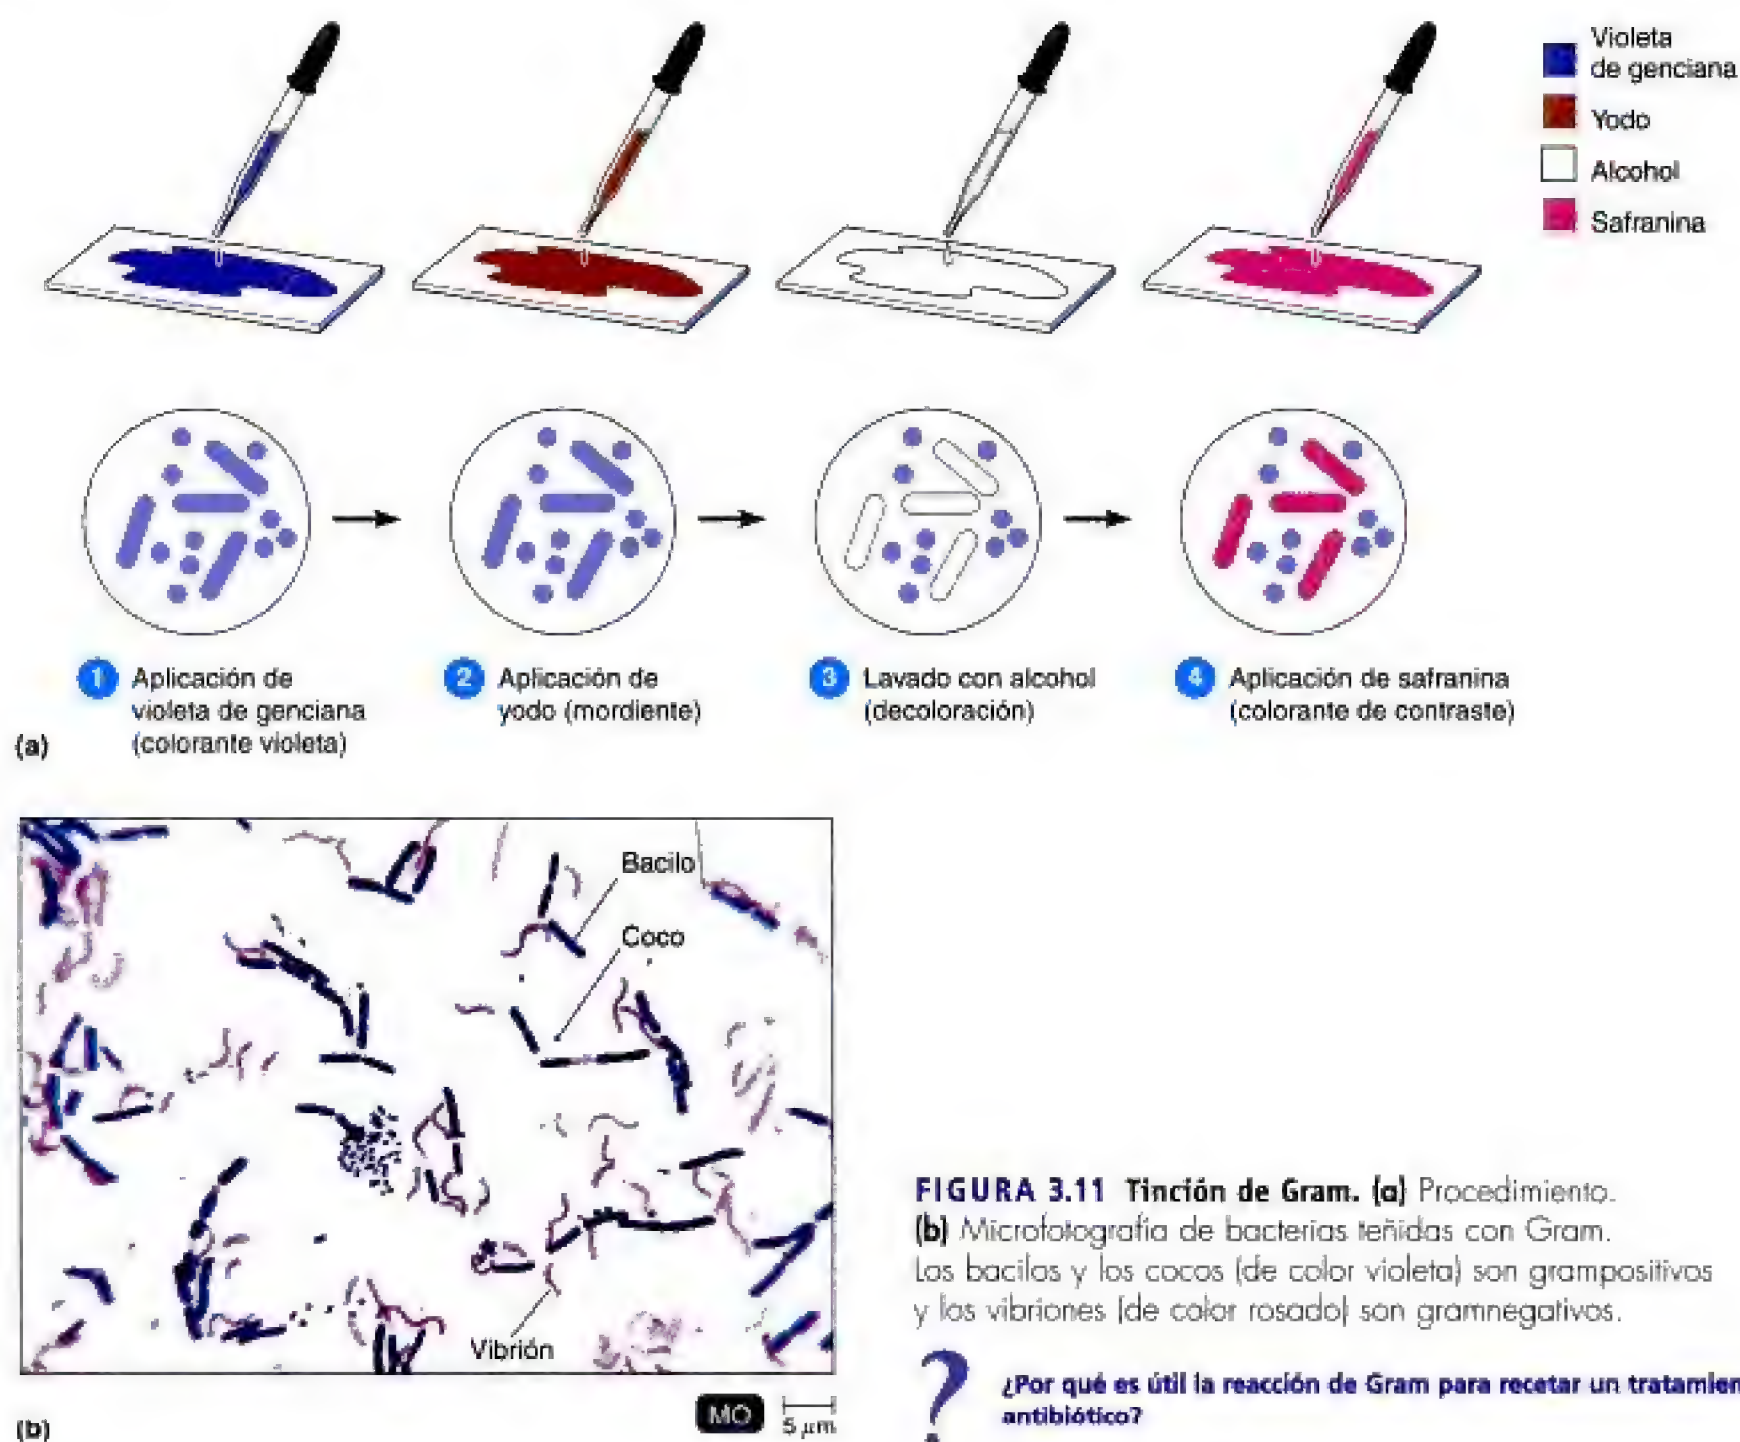 Violeta
de genciana
Yodo
Alcohol
Safranina
1 Aplicación de
violeta de genciana
(colorante violeta)
2 Aplicación de
yodo (mordiente)
3 Lavado con alcohol
(decoloración)
4 Aplicación de safranina
(colorante de contraste)
(a)
Bacilo
Coco
Vibrión
MO
5 µm
(b)
FIGURA 3.11 Tinción de Gram. (a) Procedimiento.
(b) Microfotografía de bacterias teñidas con Gram.
Los bacilos y los cocos (de color violeta) son grampositivos
y los vibriones (de color rosado) son gramnegativos.
? ¿Por qué es útil la reacción de Gram para recetar un
antibiótico?